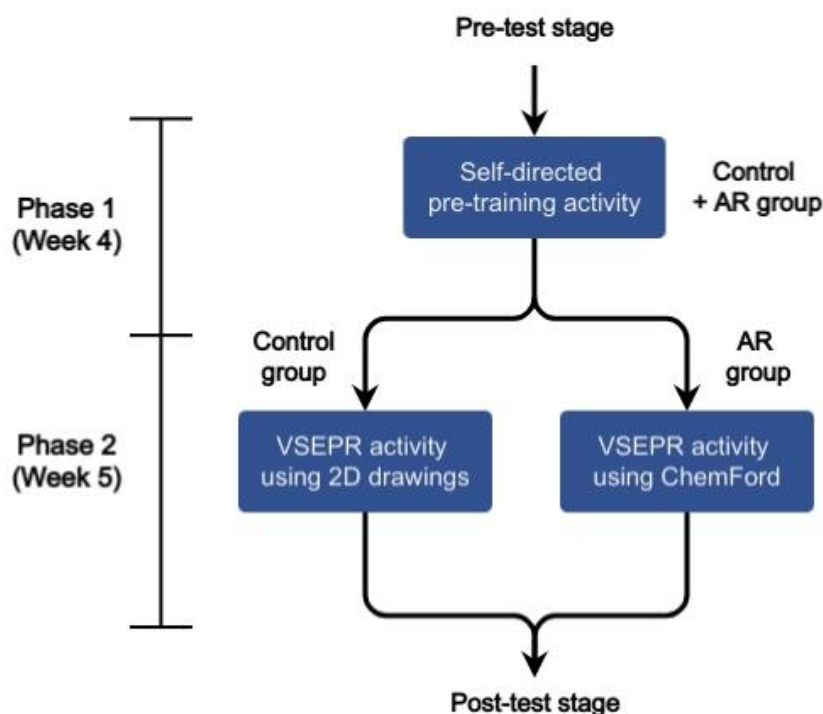 Pre-test stage
Self-directed
pre-training activity
Control
+ AR group
Phase 1
(Week 4)
Control
group
AR
group
Phase 2
(Week 5)
VSEPR activity
using 2D drawings
VSEPR activity
using ChemFord
Post-test stage